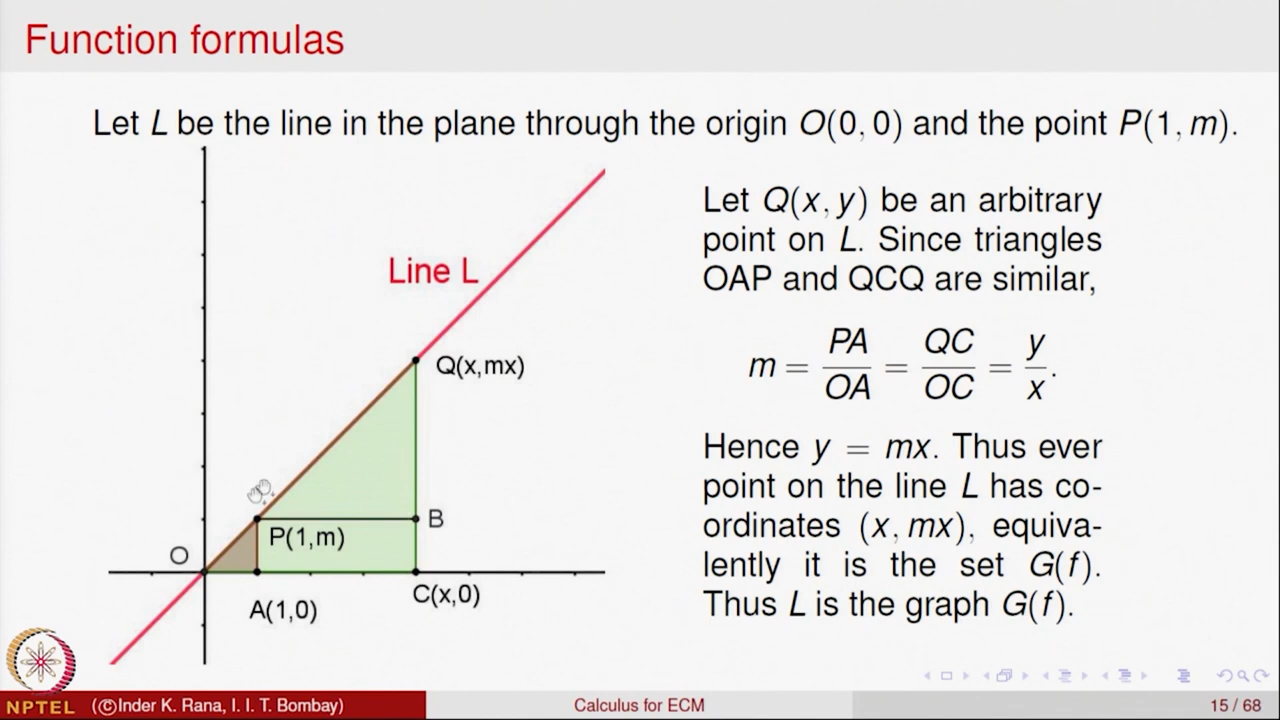 Function formulas
Let L be the line in the plane through the origin O(0, 0) and the point P(1, m).
Let Q(x, y) be an arbitrary
point on L. Since triangles
OAP and QCQ are similar,
m = PA/OA = QC/OC = y/x.
Hence y = mx. Thus ever
point on the line L has co-
ordinates (x, mx), equiva-
lently it is the set G(f).
Thus L is the graph G(f).
Line L
Q(x,mx)
B
P(1,m)
O
C(x,0)
A(1,0)
NPTEL
(©Inder K. Rana, I. I. T. Bombay)
Calculus for ECM
15 / 68